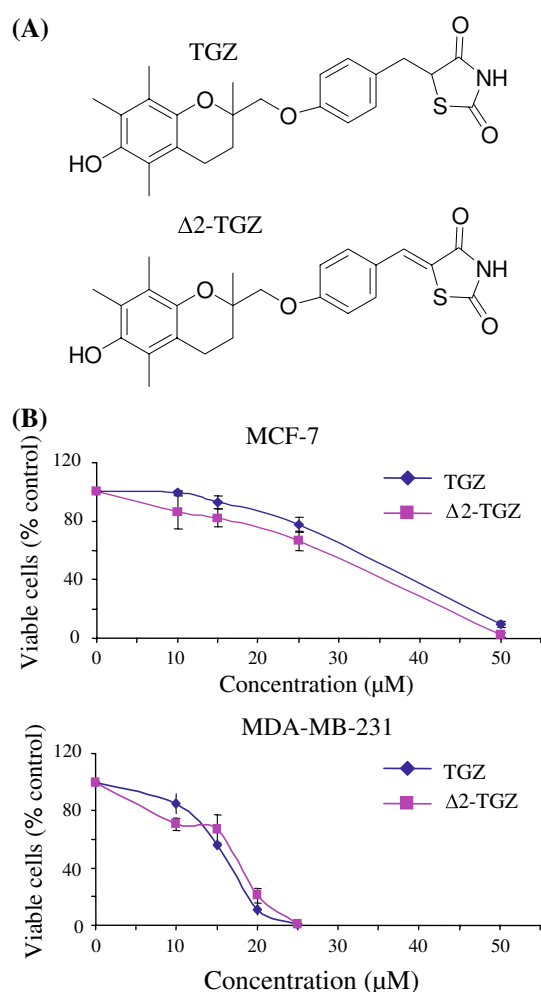 (A)
TGZ
O
O
O
NH
S
O
HO
Δ2-TGZ
O
O
O
NH
S
O
HO
(B)
MCF-7
Viable cells (% control)
120
80
40
0
0 10 20 30 40 50
Concentration (µM)
TGZ
Δ2-TGZ
MDA-MB-231
Viable cells (% control)
120
80
40
0
0 10 20 30 40 50
Concentration (µM)
TGZ
Δ2-TGZ